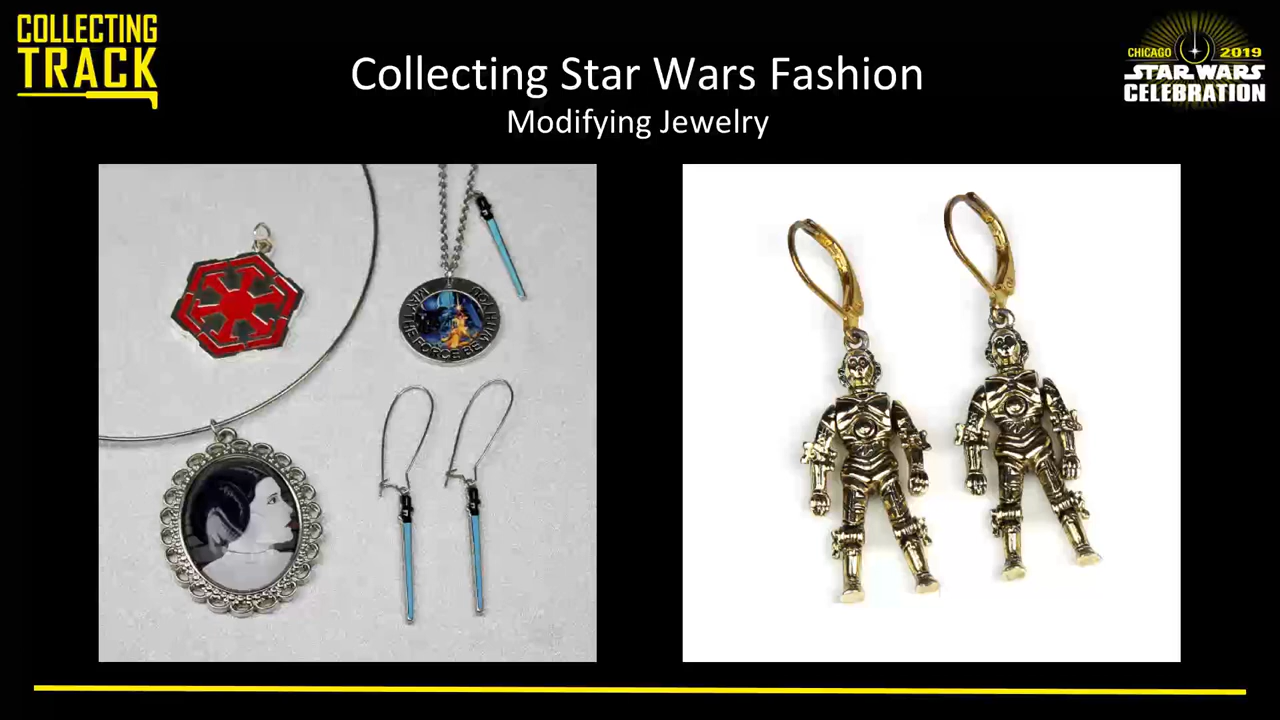 COLLECTING
TRACK
Collecting Star Wars Fashion
Modifying Jewelry
CHICAGO 2019
STAR WARS
CELEBRATION
MAY THE FORCE BE WITH YOU